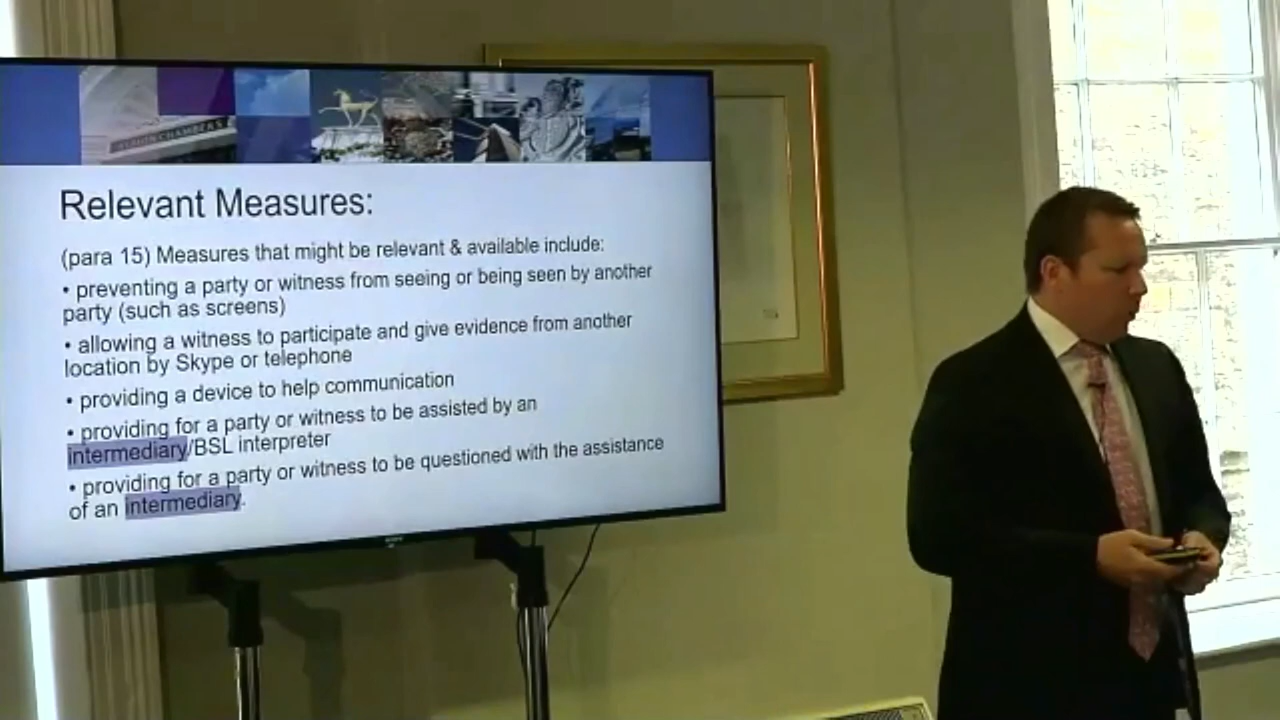 CHAMBERS
Relevant Measures:
(para 15) Measures that might be relevant & available include:
• preventing a party or witness from seeing or being seen by another
party (such as screens)
• allowing a witness to participate and give evidence from another
location by Skype or telephone
• providing a device to help communication
• providing for a party or witness to be assisted by an
intermediary/BSL interpreter
• providing for a party or witness to be questioned with the assistance
of an intermediary.
SONY